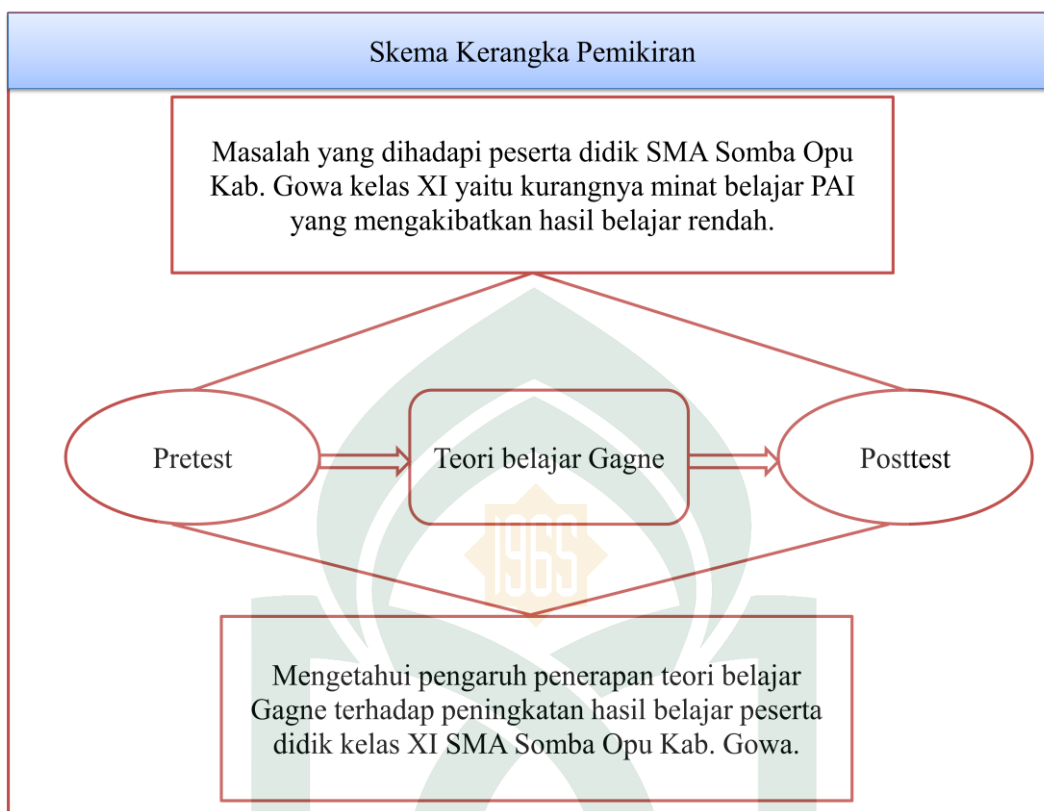 Skema Kerangka Pemikiran
Masalah yang dihadapi peserta didik SMA Somba Opu
Kab. Gowa kelas XI yaitu kurangnya minat belajar PAI
yang mengakibatkan hasil belajar rendah.
Pretest
Teori belajar Gagne
Posttest
1965
Mengetahui pengaruh penerapan teori belajar
Gagne terhadap peningkatan hasil belajar peserta
didik kelas XI SMA Somba Opu Kab. Gowa.